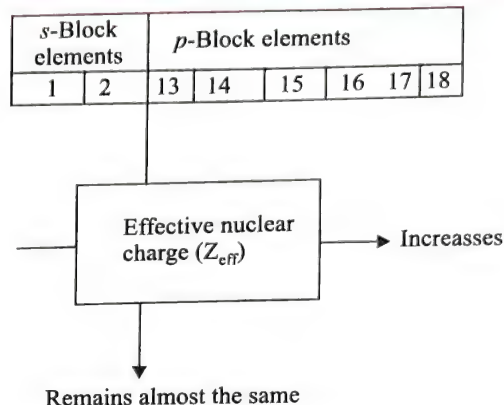 s-Block
elements
p-Block elements
1 2 13 14 15 16 17 18
Effective nuclear
charge (Zeff)
Increasses
Remains almost the same